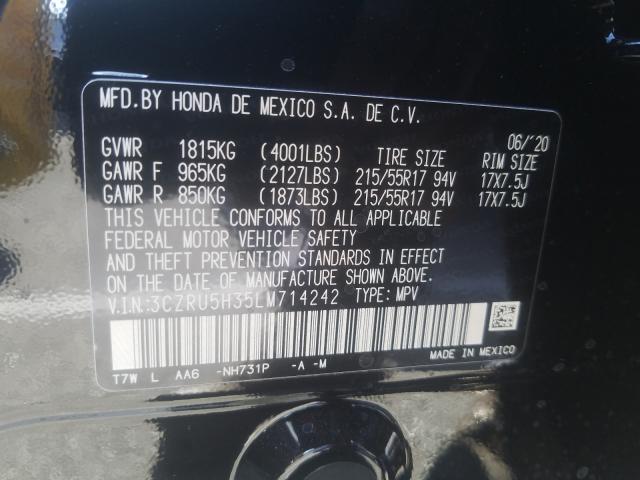 MFD.BY HONDA DE MEXICO S.A. DE C.V.
06/'20
GVWR 1815KG (4001LBS) TIRE SIZE RIM SIZE
GAWR F 965KG (2127LBS) 215/55R17 94V 17X7.5J
GAWR R 850KG (1873LBS) 215/55R17 94V 17X7.5J
THIS VEHICLE CONFORMS TO ALL APPLICABLE
FEDERAL MOTOR VEHICLE SAFETY
AND THEFT PREVENTION STANDARDS IN EFFECT
ON THE DATE OF MANUFACTURE SHOWN ABOVE.
V.I.N:3CZRU5H35LM714242 TYPE: MPV
MADE IN MEXICO
T7W L AA6 -NH731P -A -M